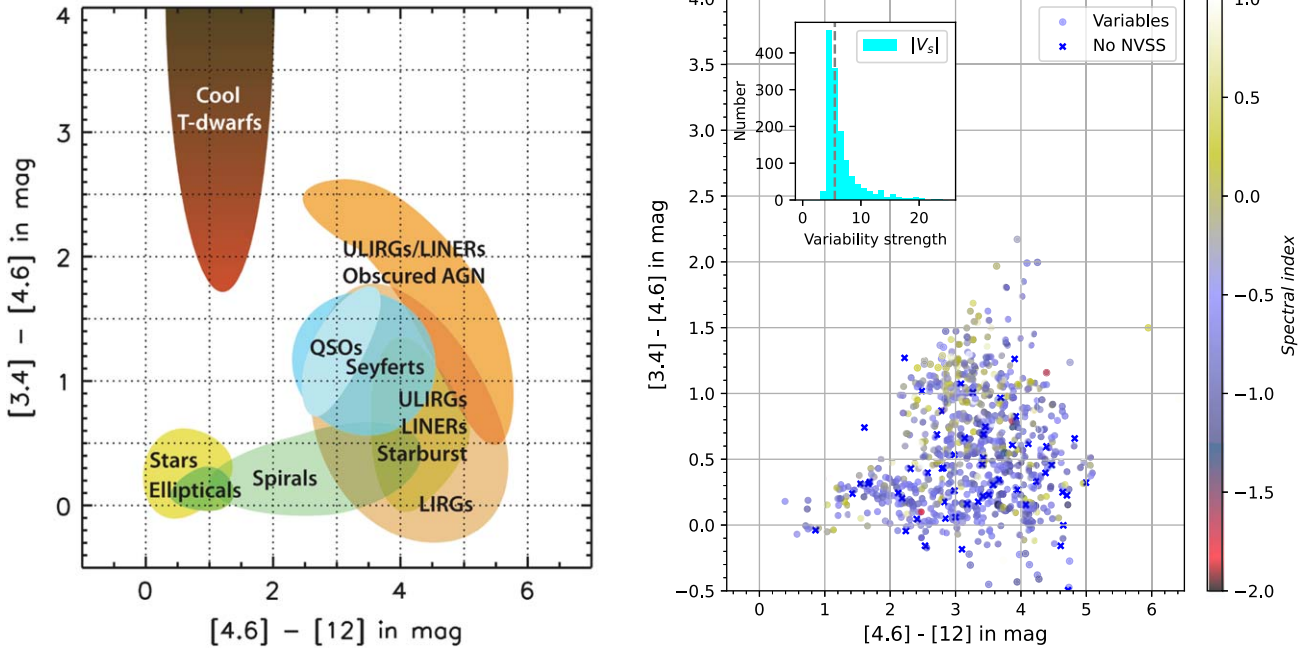 4
3
2
1
0
0
2
4
6
[3.4] − [4.6] in mag
[4.6] − [12] in mag
Cool
T-dwarfs
ULIRGs/LINERs
Obscured AGN
QSOs
Seyferts
ULIRGs
LINERs
Starburst
Stars
Ellipticals
Spirals
LIRGs
4.0
3.5
3.0
2.5
2.0
1.5
1.0
0.5
0.0
−0.5
0
1
2
3
4
5
6
[3.4] - [4.6] in mag
[4.6] - [12] in mag
Variables
No NVSS
|Vs|
400
300
200
100
0
0
10
20
Number
Variability strength
1.0
0.5
0.0
−0.5
−1.0
−1.5
−2.0
Spectral index